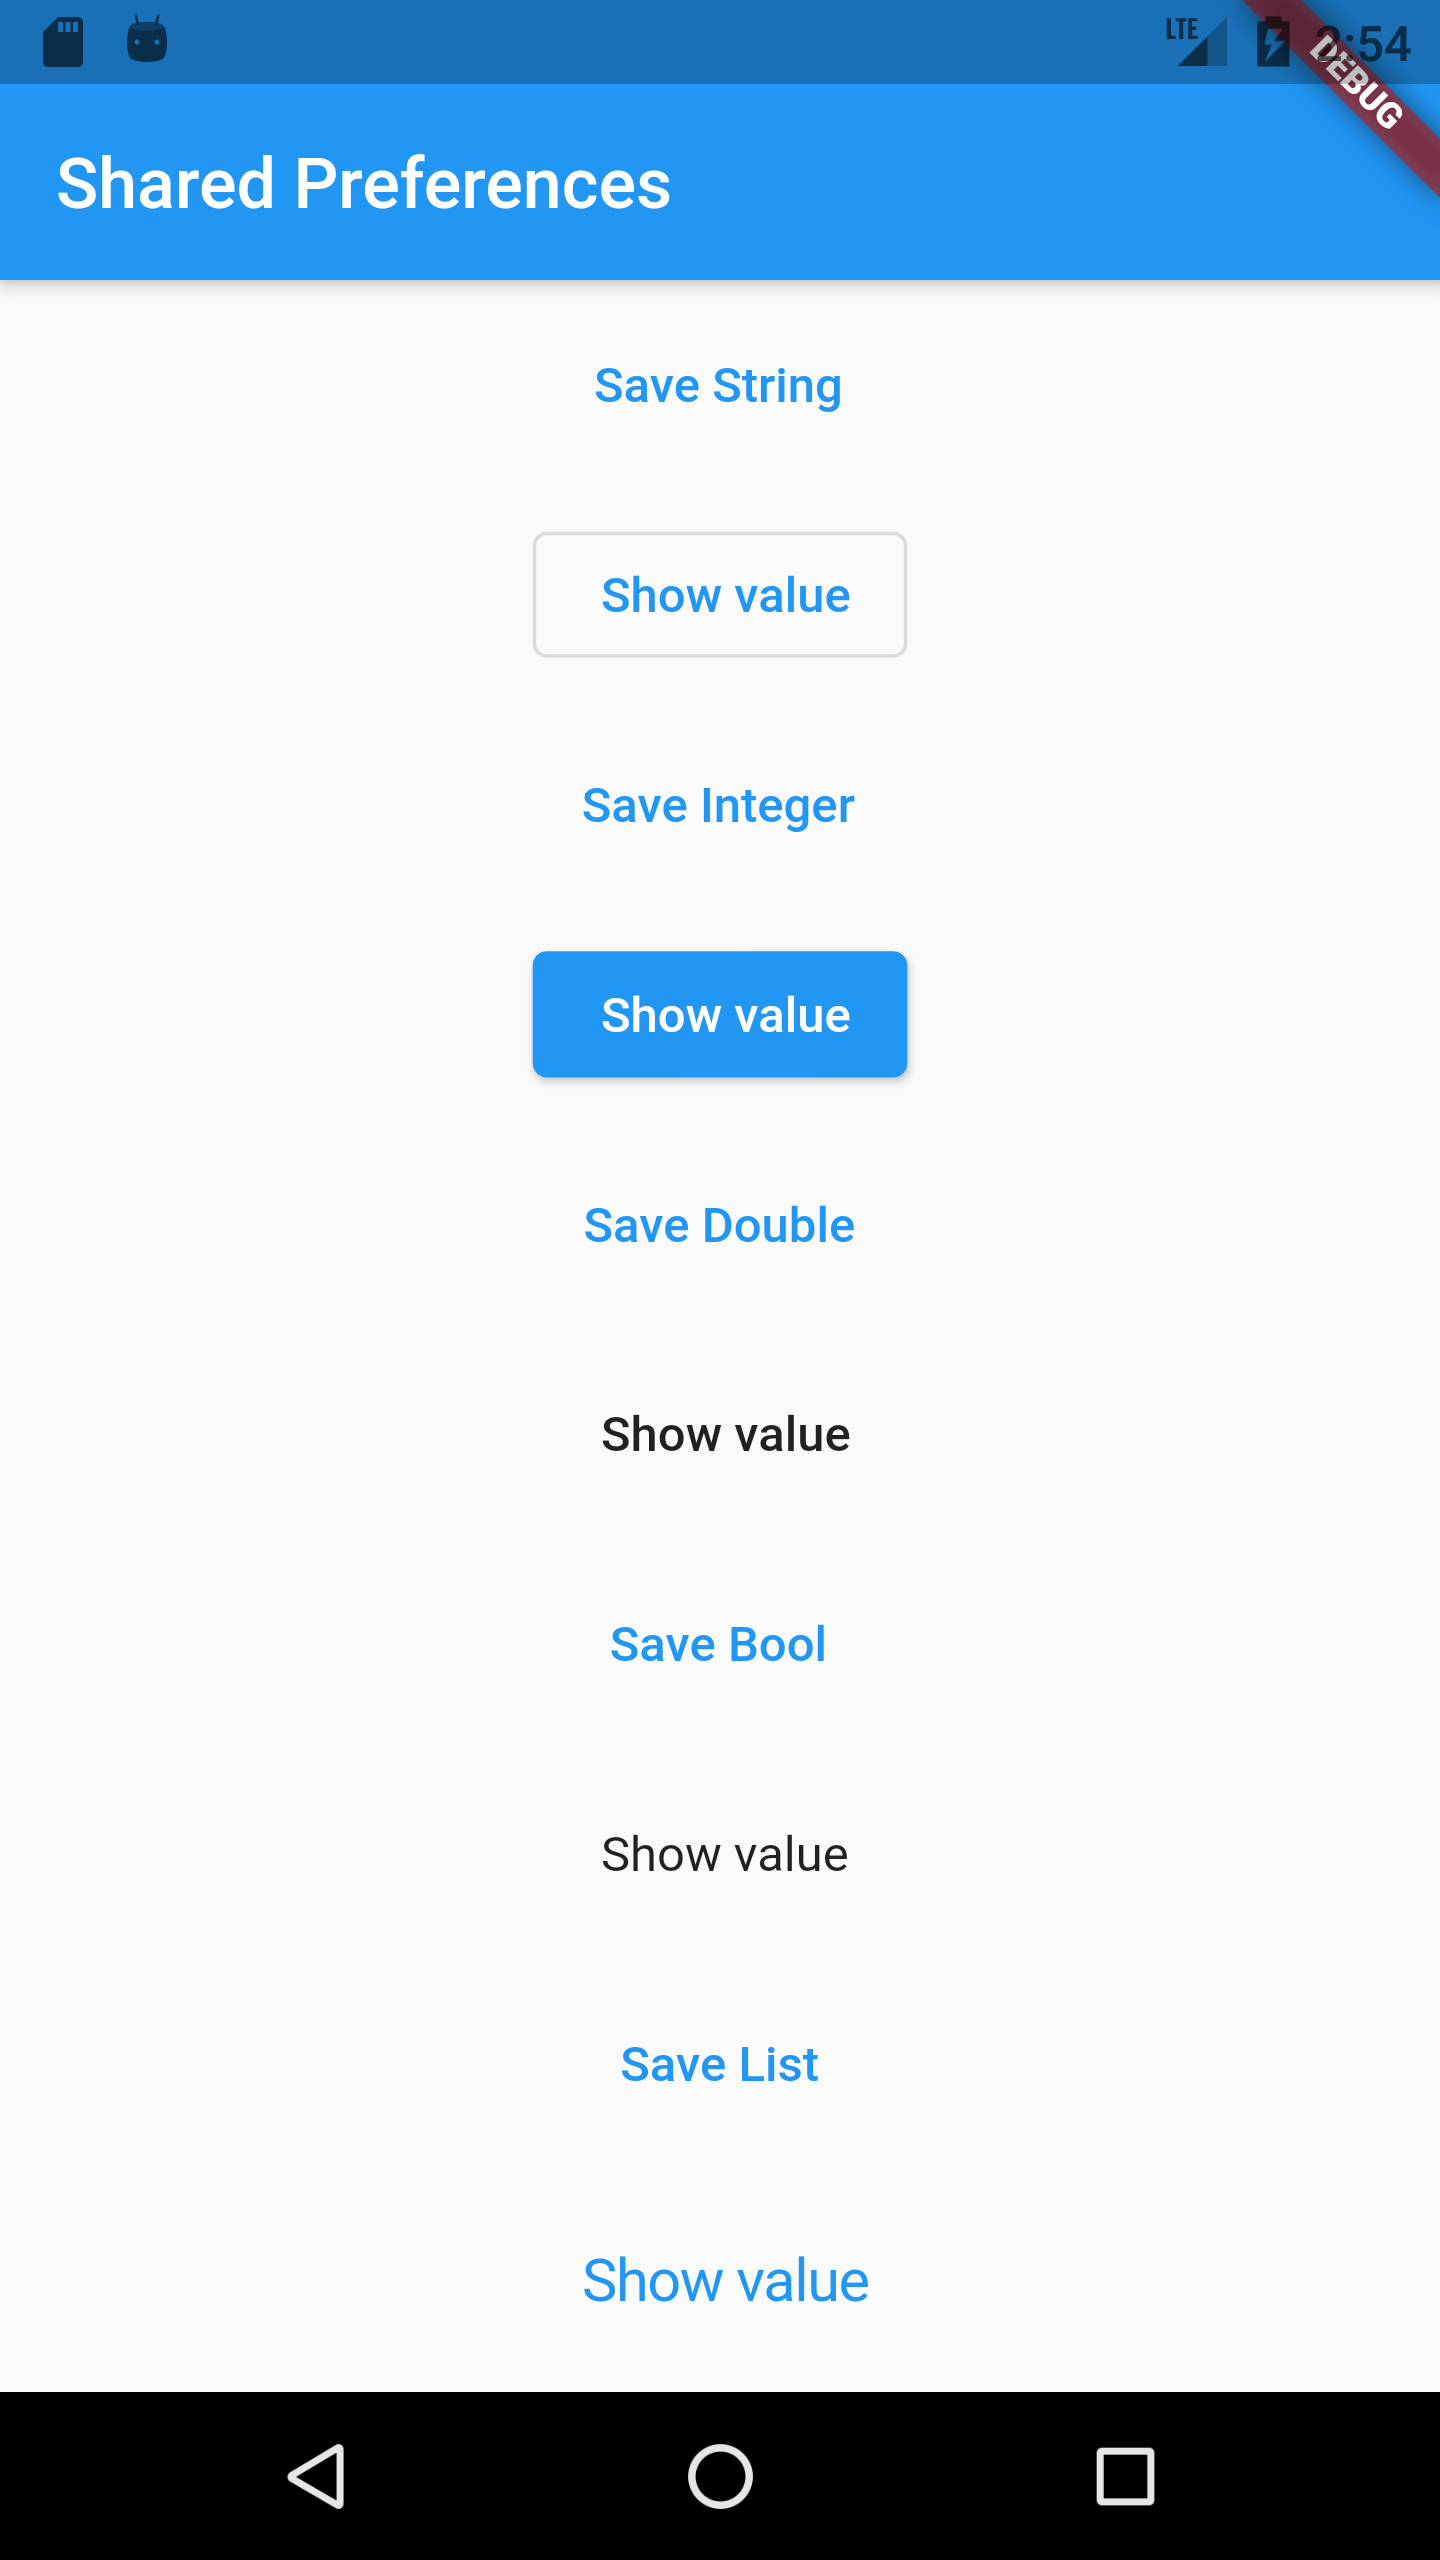 LTE 2:54
DEBUG
Shared Preferences
Save String
Show value
Save Integer
Show value
Save Double
Show value
Save Bool
Show value
Save List
Show value